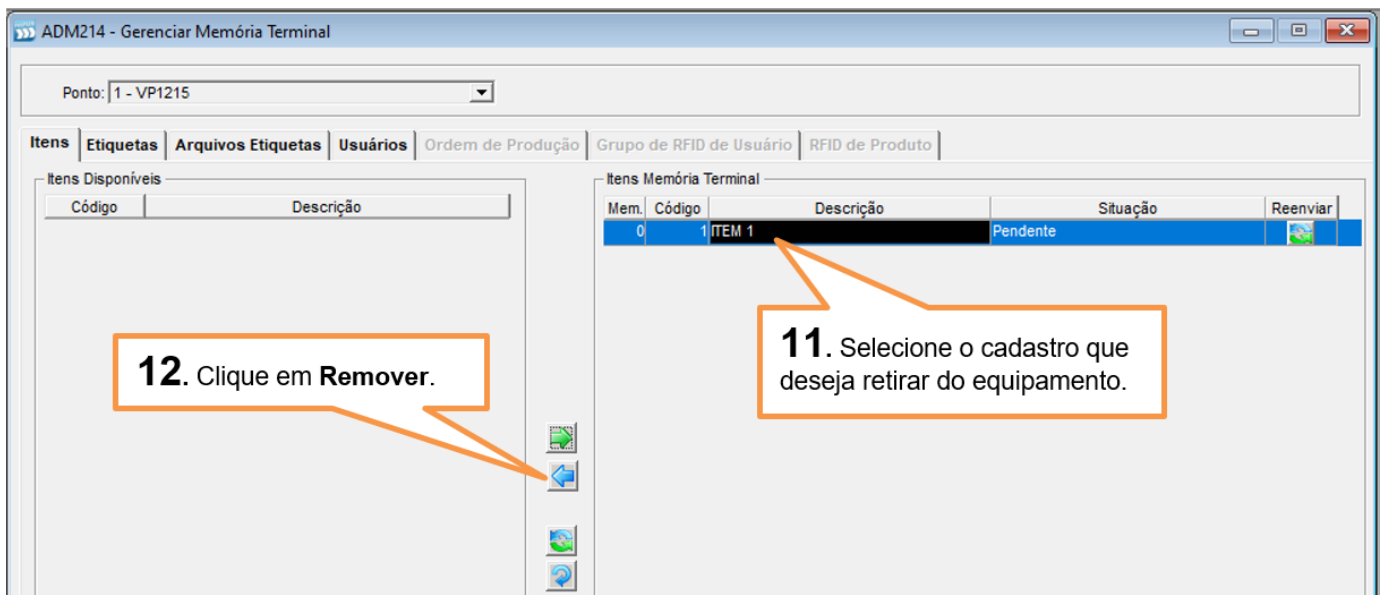 ADM214 - Gerenciar Memória Terminal
Ponto: 1 - VP1215
Itens Etiquetas Arquivos Etiquetas Usuários Ordem de Produção Grupo de RFID de Usuário RFID de Produto
Itens Disponíveis
Código Descrição
Itens Memória Terminal
Mem. Código Descrição Situação Reenviar
0 1 ITEM 1 Pendente
11. Selecione o cadastro que
deseja retirar do equipamento.
12. Clique em Remover.